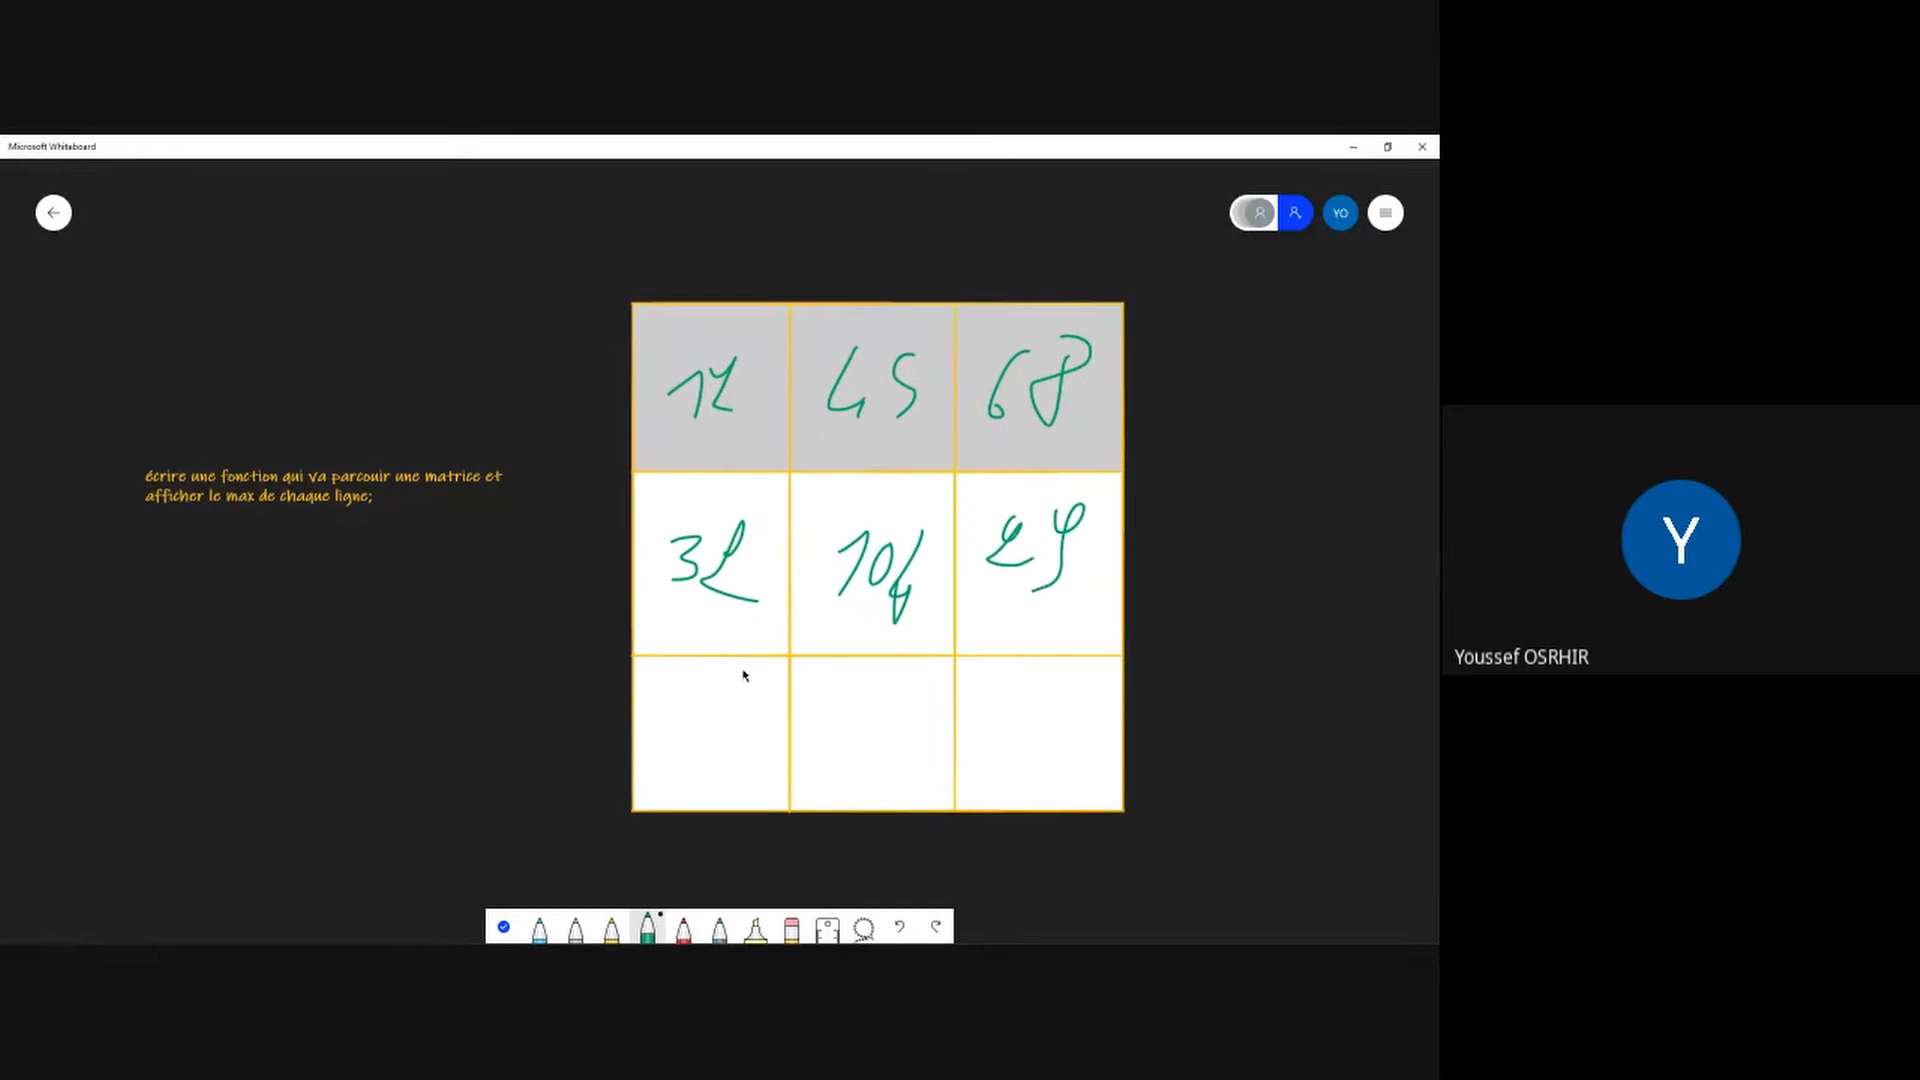 Microsoft Whiteboard
YO
12 45 68
écrire une fonction qui va parcouir une matrice et
afficher le max de chaque ligne;
32 104 29
Y
Youssef OSRHIR